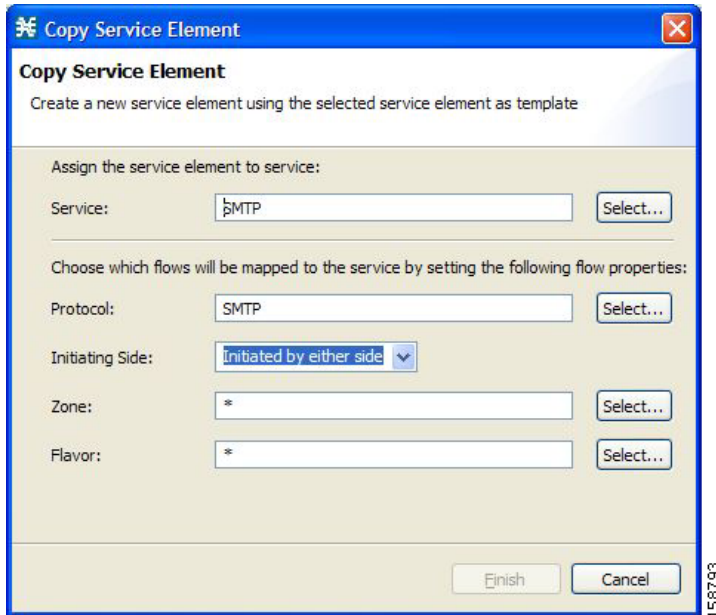 Copy Service Element
Copy Service Element
Create a new service element using the selected service element as template
Assign the service element to service:
Service: SMTP Select...
Choose which flows will be mapped to the service by setting the following flow properties:
Protocol: SMTP Select...
Initiating Side: Initiated by either side
Zone: * Select...
Flavor: * Select...
Finish Cancel
158793